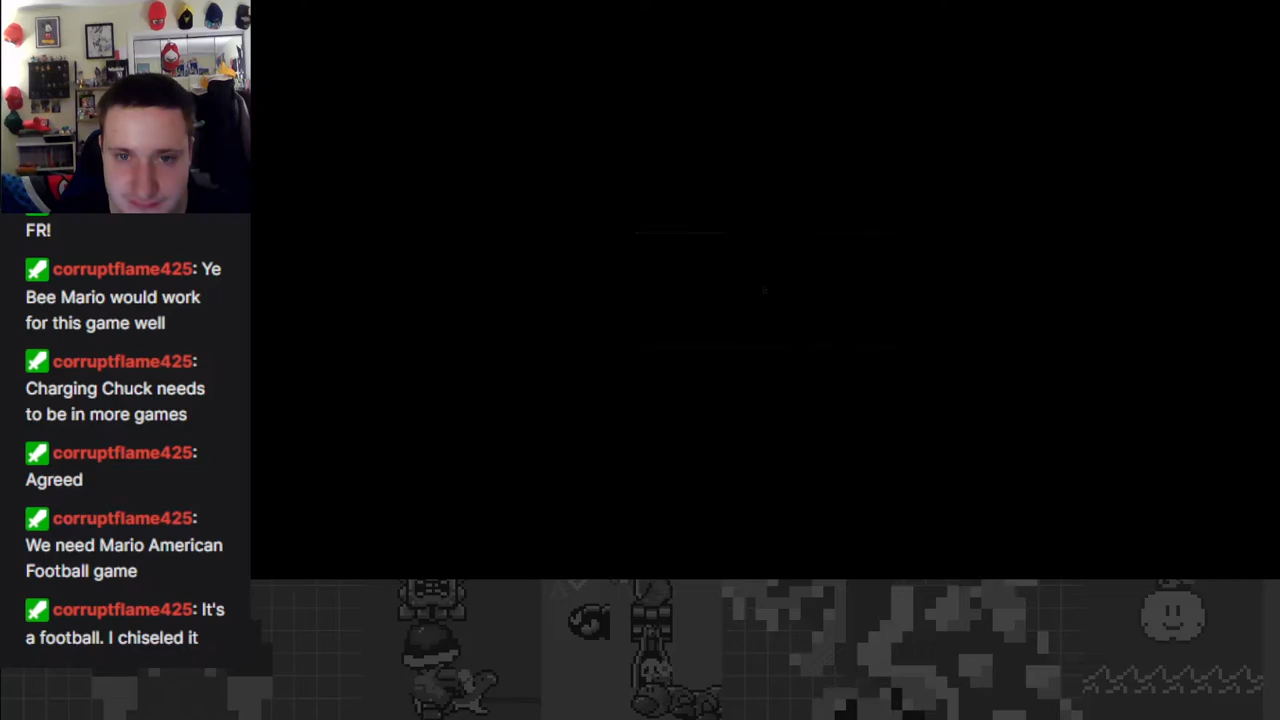 FR!
corruptflame425: Ye
Bee Mario would work
for this game well
corruptflame425:
Charging Chuck needs
to be in more games
corruptflame425:
Agreed
corruptflame425:
We need Mario American
Football game
corruptflame425: It's
a football. I chiseled it